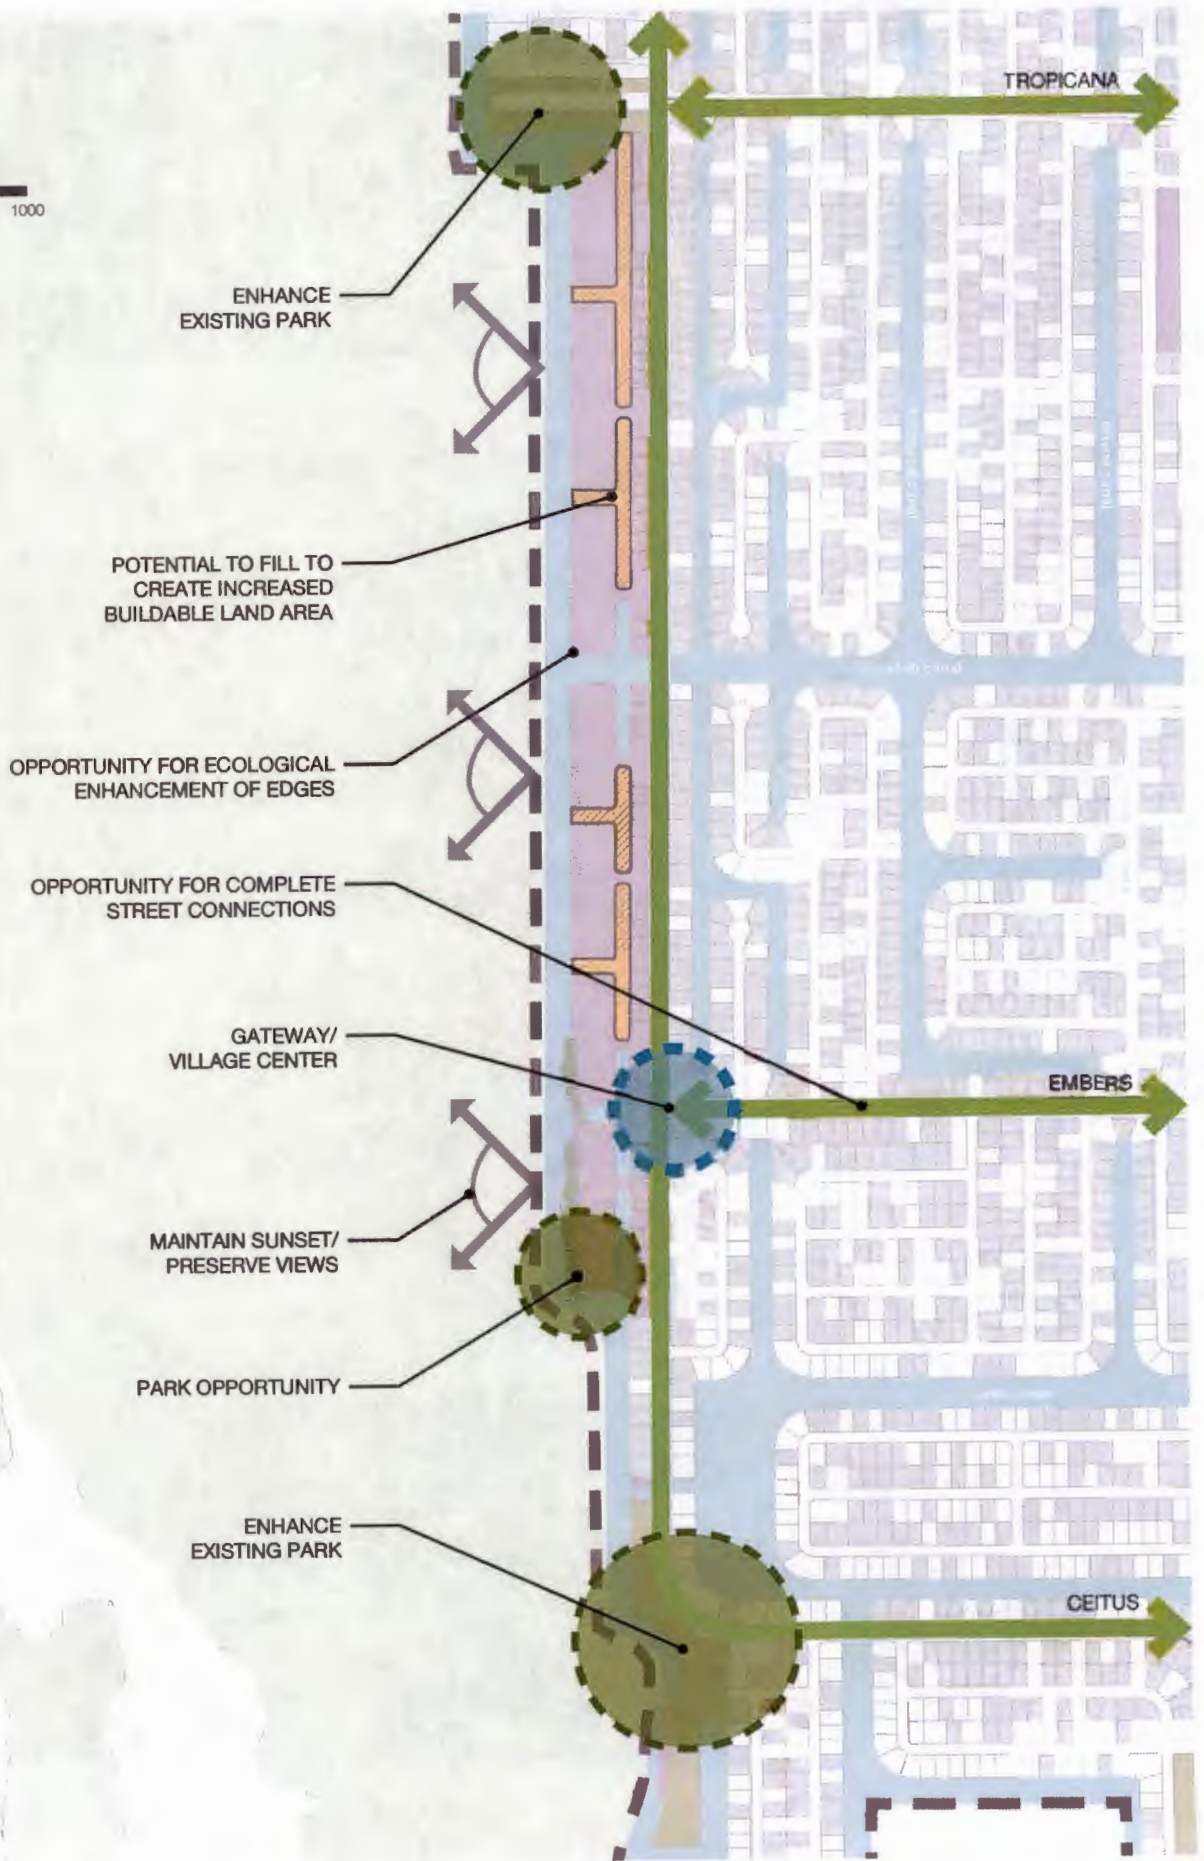 TROPICANA
1000
ENHANCE
EXISTING PARK
POTENTIAL TO FILL TO
CREATE INCREASED
BUILDABLE LAND AREA
OPPORTUNITY FOR ECOLOGICAL
ENHANCEMENT OF EDGES
OPPORTUNITY FOR COMPLETE
STREET CONNECTIONS
GATEWAY/
VILLAGE CENTER
EMBERS
MAINTAIN SUNSET/
PRESERVE VIEWS
PARK OPPORTUNITY
ENHANCE
EXISTING PARK
CEITUS